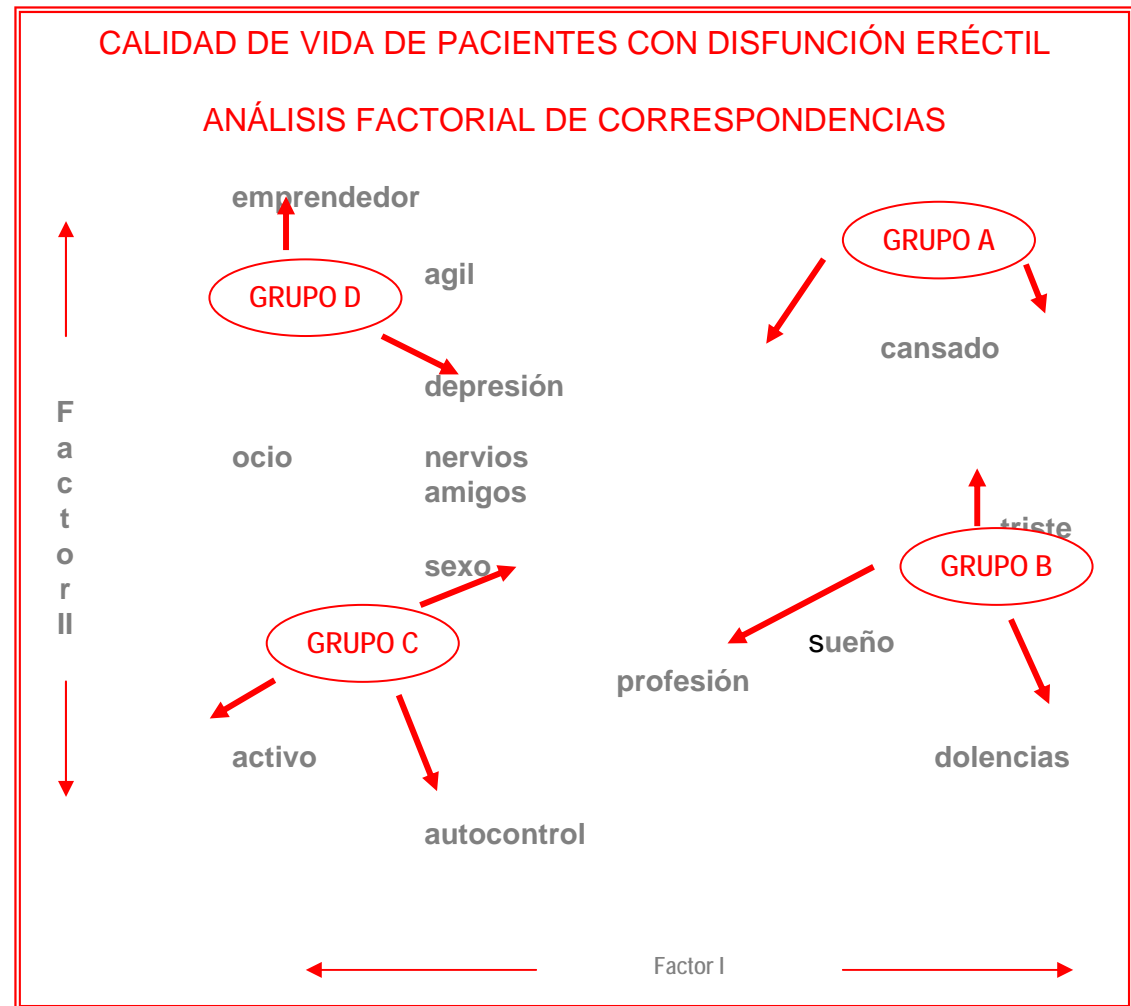 CALIDAD DE VIDA DE PACIENTES CON DISFUNCIÓN ERÉCTIL
ANÁLISIS FACTORIAL DE CORRESPONDENCIAS
emprendedor
GRUPO A
agil
GRUPO D
cansado
depresión
Factor II
ocio
nervios
amigos
triste
sexo
GRUPO B
GRUPO C
sueño
profesión
activo
dolencias
autocontrol
Factor I